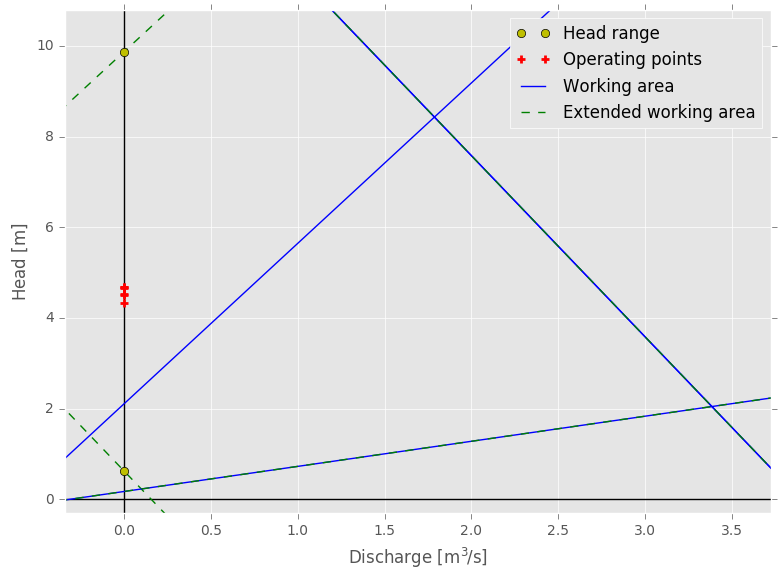 Head range
Operating points
Working area
Extended working area
10
8
6
4
2
0
Head [m]
0.0 0.5 1.0 1.5 2.0 2.5 3.0 3.5
Discharge [m³/s]